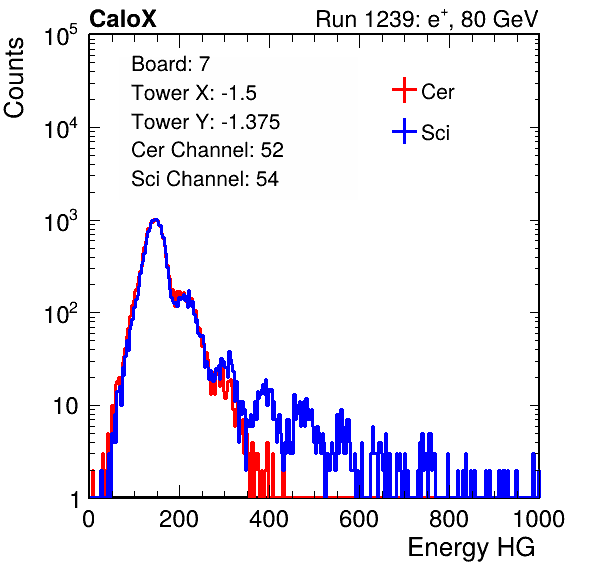 CaloX Run 1239: e⁺, 80 GeV
Board: 7
Tower X: -1.5
Tower Y: -1.375
Cer Channel: 52
Sci Channel: 54
Cer
Sci
Counts
10⁵
10⁴
10³
10²
10
1
0 200 400 600 800 1000
Energy HG